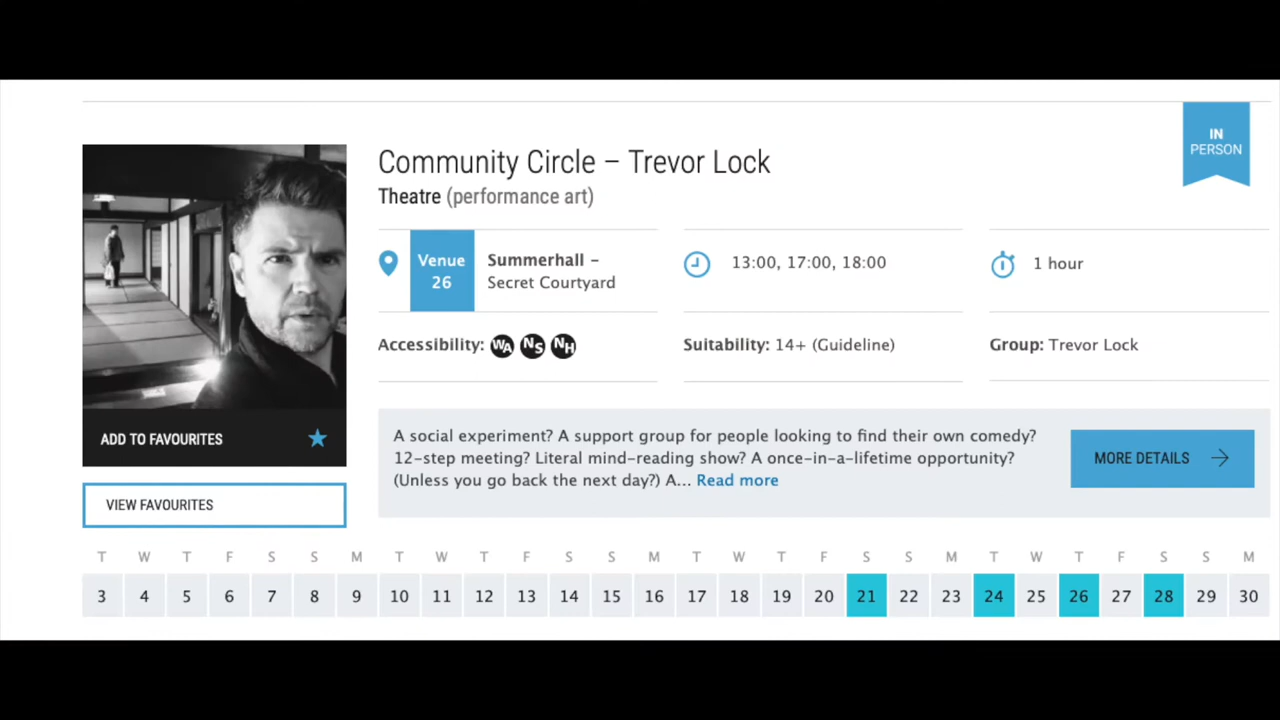 IN
PERSON
Community Circle – Trevor Lock
Theatre (performance art)
Venue
26
Summerhall –
Secret Courtyard
13:00, 17:00, 18:00
1 hour
Accessibility: WA NS NH
Suitability: 14+ (Guideline)
Group: Trevor Lock
ADD TO FAVOURITES
VIEW FAVOURITES
A social experiment? A support group for people looking to find their own comedy?
12-step meeting? Literal mind-reading show? A once-in-a-lifetime opportunity?
(Unless you go back the next day?) A... Read more
MORE DETAILS
T W T F S S M T W T F S S M T W T F S S M T W T F S S M
3 4 5 6 7 8 9 10 11 12 13 14 15 16 17 18 19 20 21 22 23 24 25 26 27 28 29 30